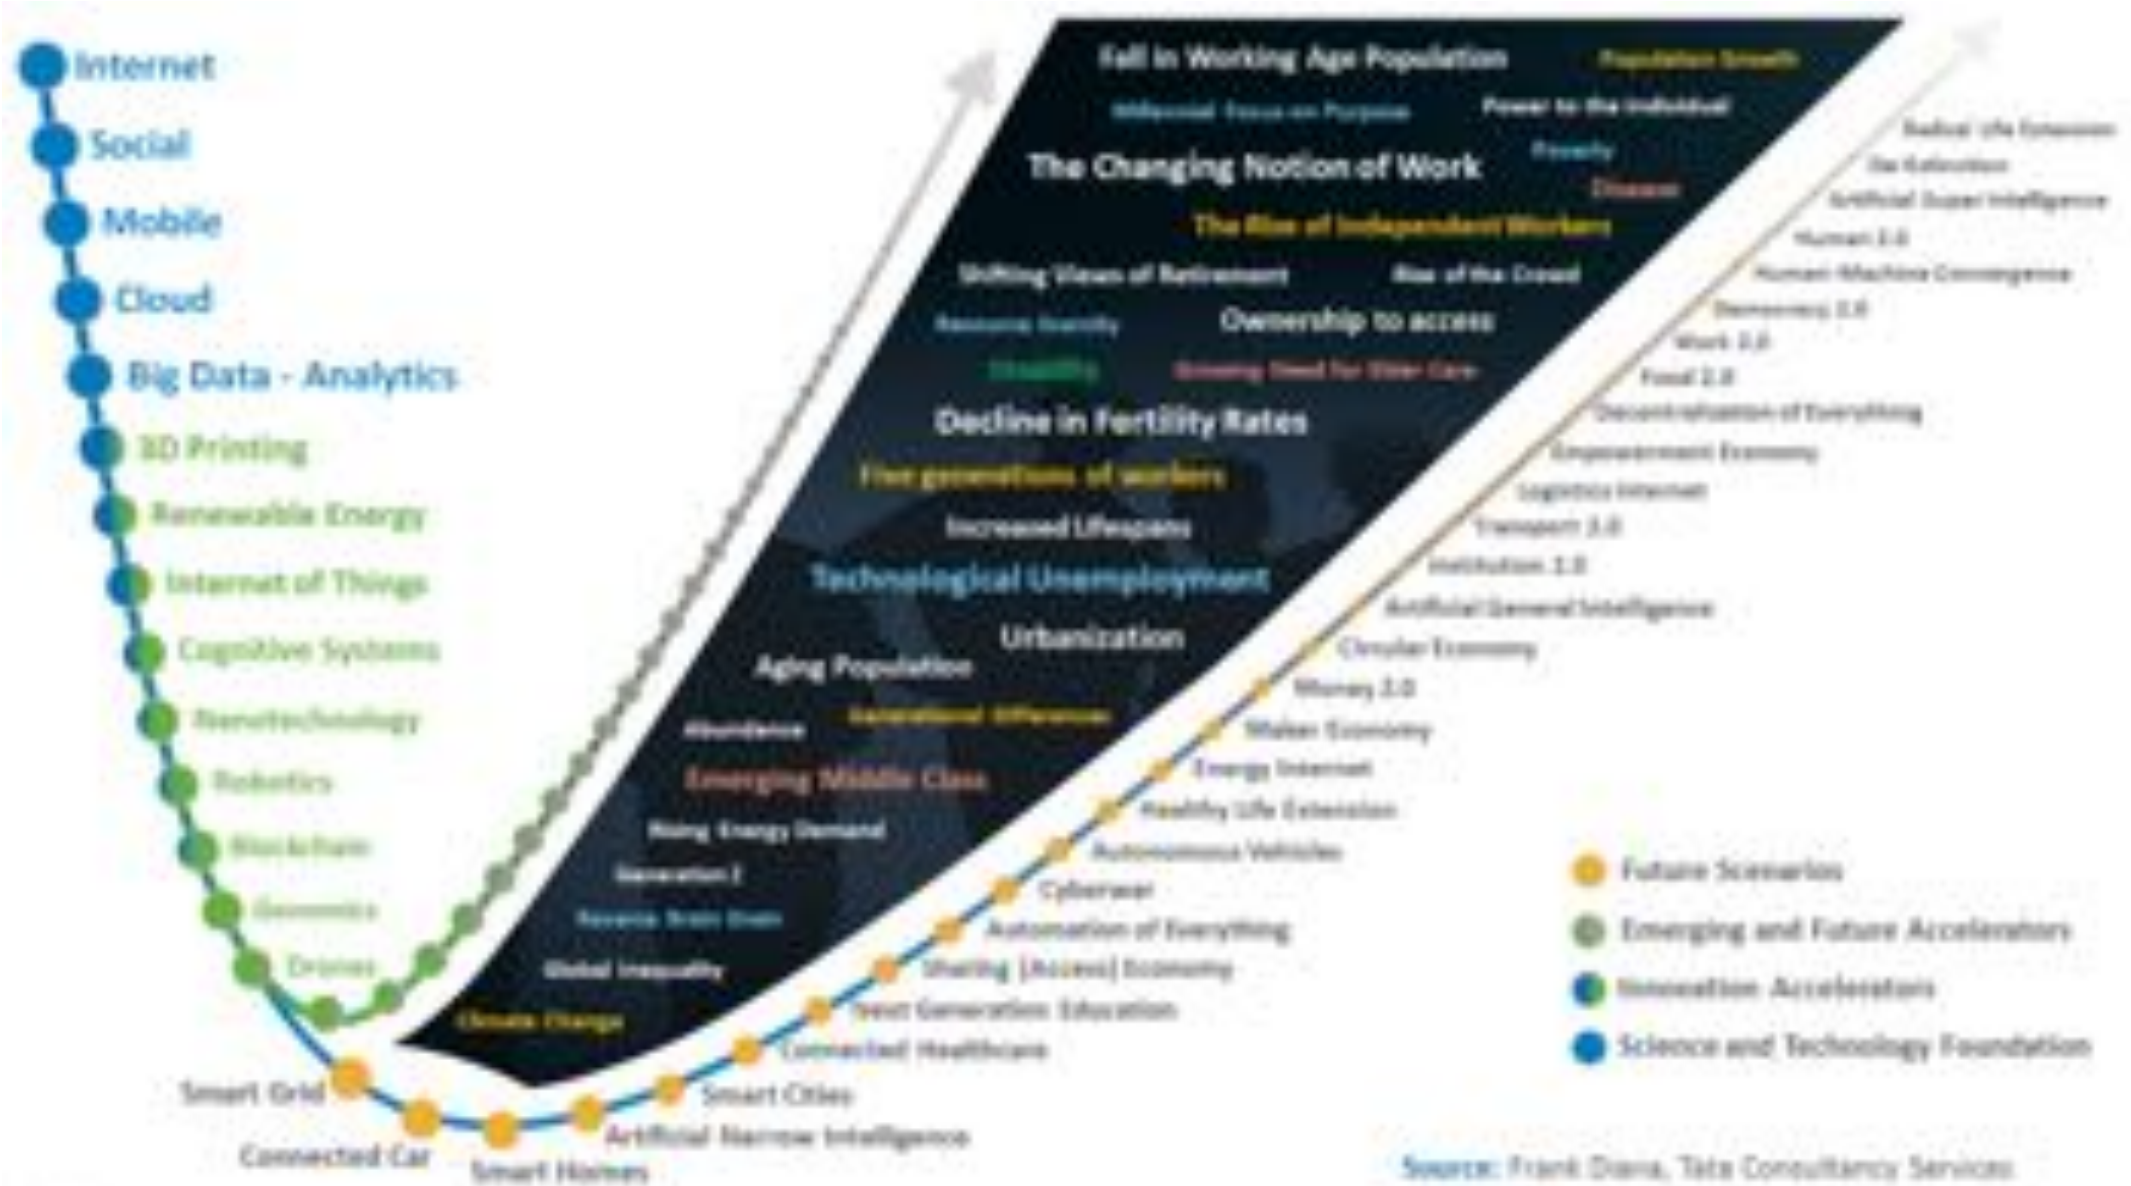 Internet
Social
Mobile
Cloud
Big Data - Analytics
3D Printing
Renewable Energy
Internet of Things
Cognitive Systems
Nanotechnology
Robotics
Blockchain
Genomics
Drones
Smart Grid
Connected Car
Smart Homes
Artificial Narrow Intelligence
Smart Cities
Connected Healthcare
Next Generation Education
Sharing (Access) Economy
Automation of Everything
Cyberwar
Autonomous Vehicles
Healthy Life Extension
Energy Internet
Maker Economy
Money 2.0
Circular Economy
Artificial General Intelligence
Institution 2.0
Transport 2.0
Logistics Internet
Empowerment Economy
Decentralization of Everything
Food 2.0
Work 2.0
Democracy 2.0
Human-Machine Convergence
Human 2.0
Artificial Super Intelligence
Radical Life Extension
Fall in Working Age Population
Population Growth
Millennial Focus on Purpose
Power to the Individual
The Changing Notion of Work
Poverty
Disease
The Rise of Independent Workers
Shifting Views of Retirement
Rise of the Crowd
Resource Scarcity
Ownership to access
Growing Need for Elder Care
Decline in Fertility Rates
Five generations of workers
Increased Lifespans
Technological Unemployment
Urbanization
Aging Population
Abundance
Generational Differences
Emerging Middle Class
Rising Energy Demand
Generation Z
Reverse Brain Drain
Global Inequality
Climate Change
Future Scenarios
Emerging and Future Accelerators
Innovation Accelerators
Science and Technology Foundation
Source: Frank Diana, Tata Consultancy Services